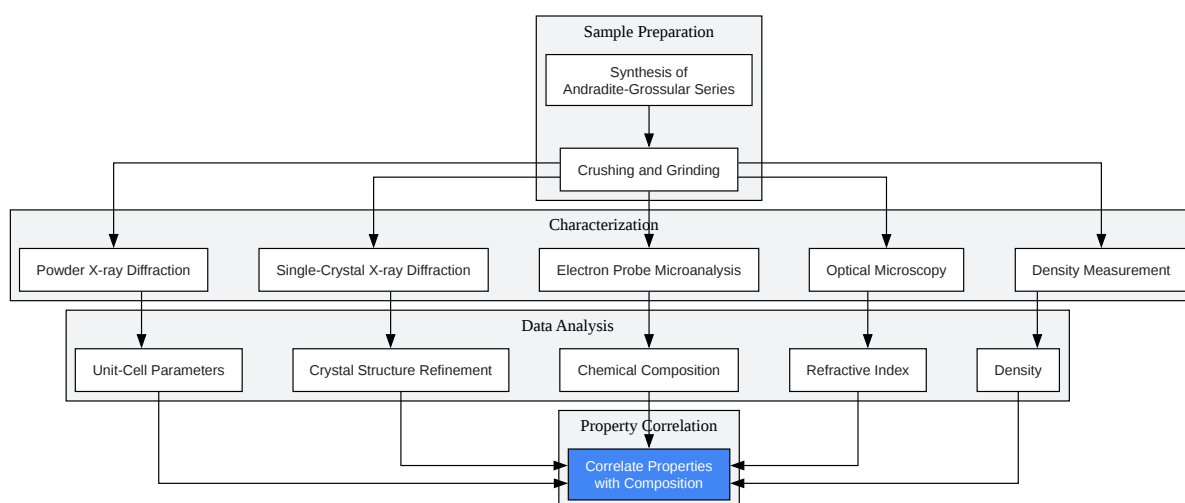 Sample Preparation
Synthesis of
Andradite-Grossular Series
Crushing and Grinding
Characterization
Powder X-ray Diffraction
Single-Crystal X-ray Diffraction
Electron Probe Microanalysis
Optical Microscopy
Density Measurement
Data Analysis
Unit-Cell Parameters
Crystal Structure Refinement
Chemical Composition
Refractive Index
Density
Property Correlation
Correlate Properties
with Composition